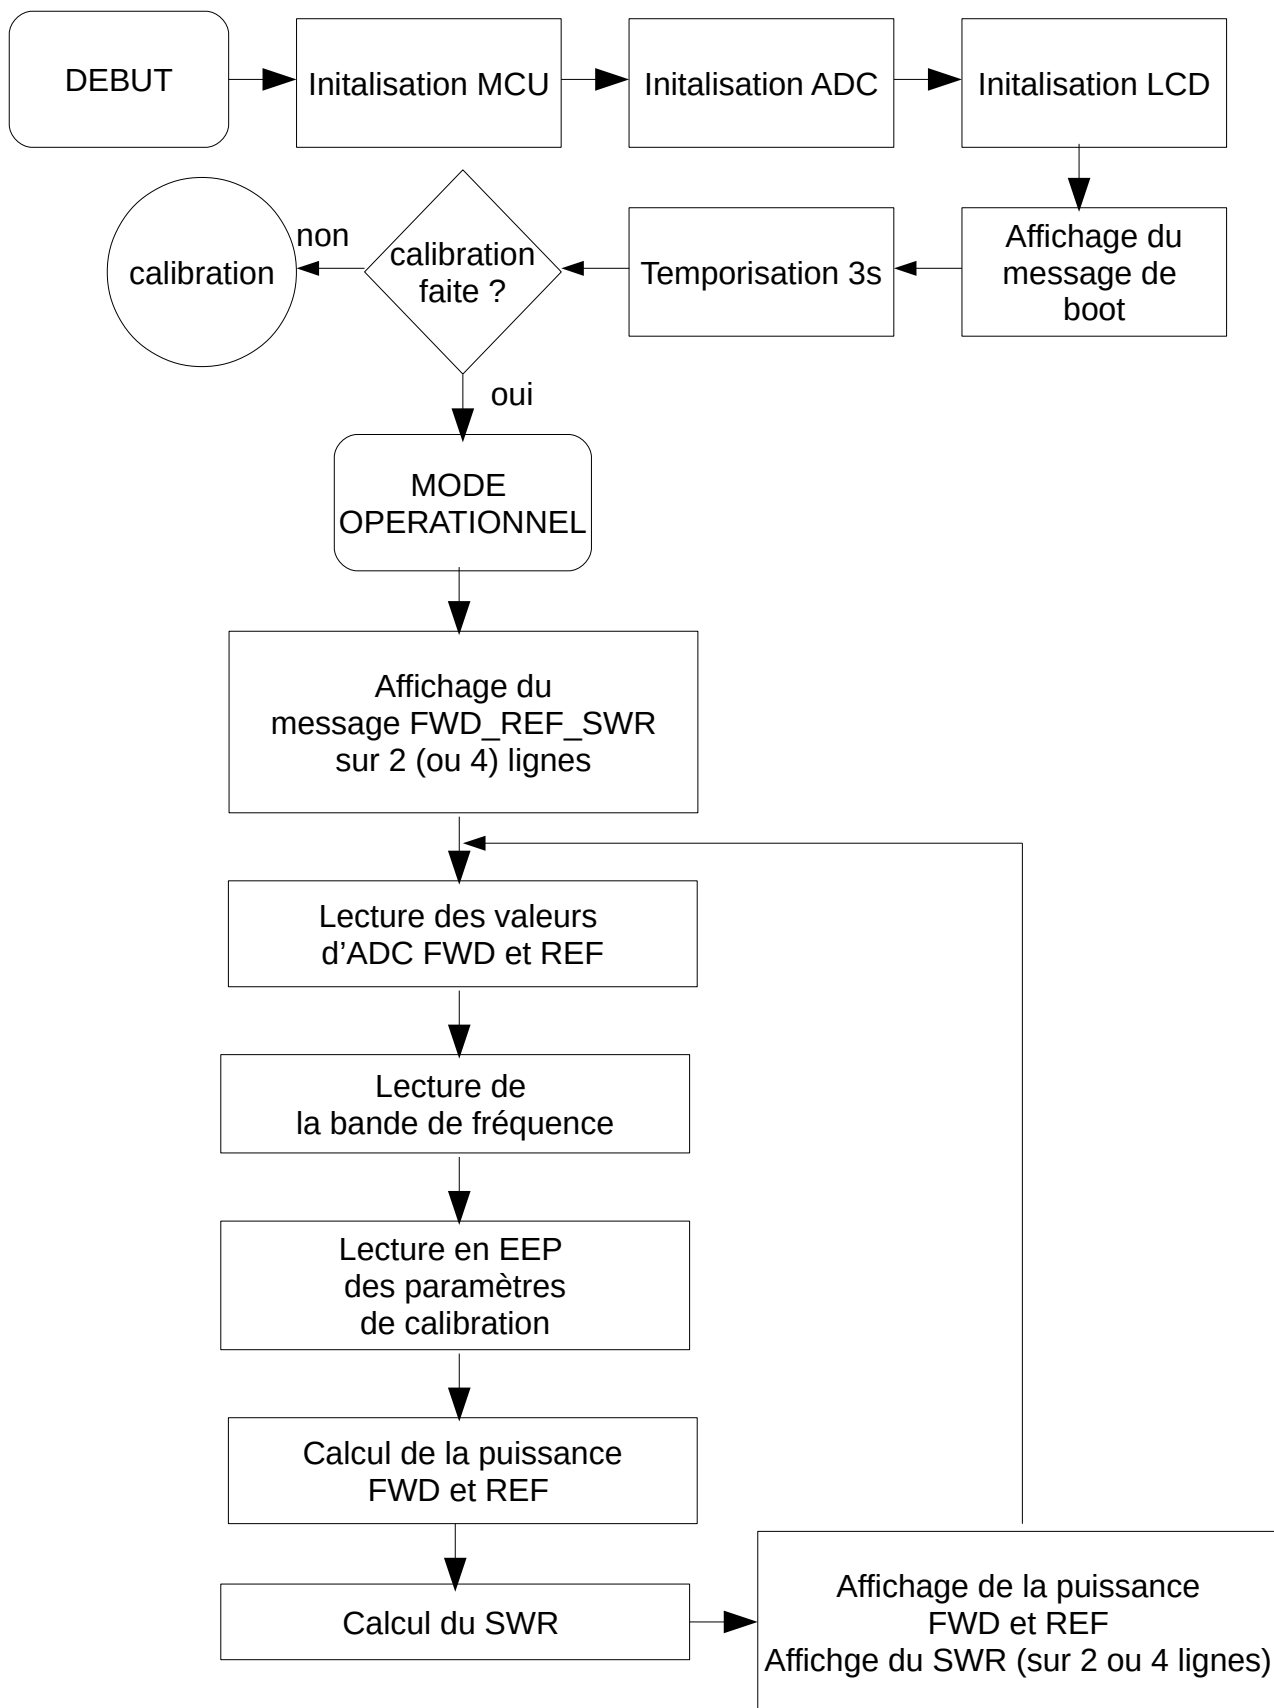 DEBUT
Initalisation MCU
Initalisation ADC
Initalisation LCD
Affichage du
message de
boot
Temporisation 3s
calibration
faite ?
non
calibration
oui
MODE
OPERATIONNEL
Affichage du
message FWD_REF_SWR
sur 2 (ou 4) lignes
Lecture des valeurs
d’ADC FWD et REF
Lecture de
la bande de fréquence
Lecture en EEP
des paramètres
de calibration
Calcul de la puissance
FWD et REF
Calcul du SWR
Affichage de la puissance
FWD et REF
Affichge du SWR (sur 2 ou 4 lignes)